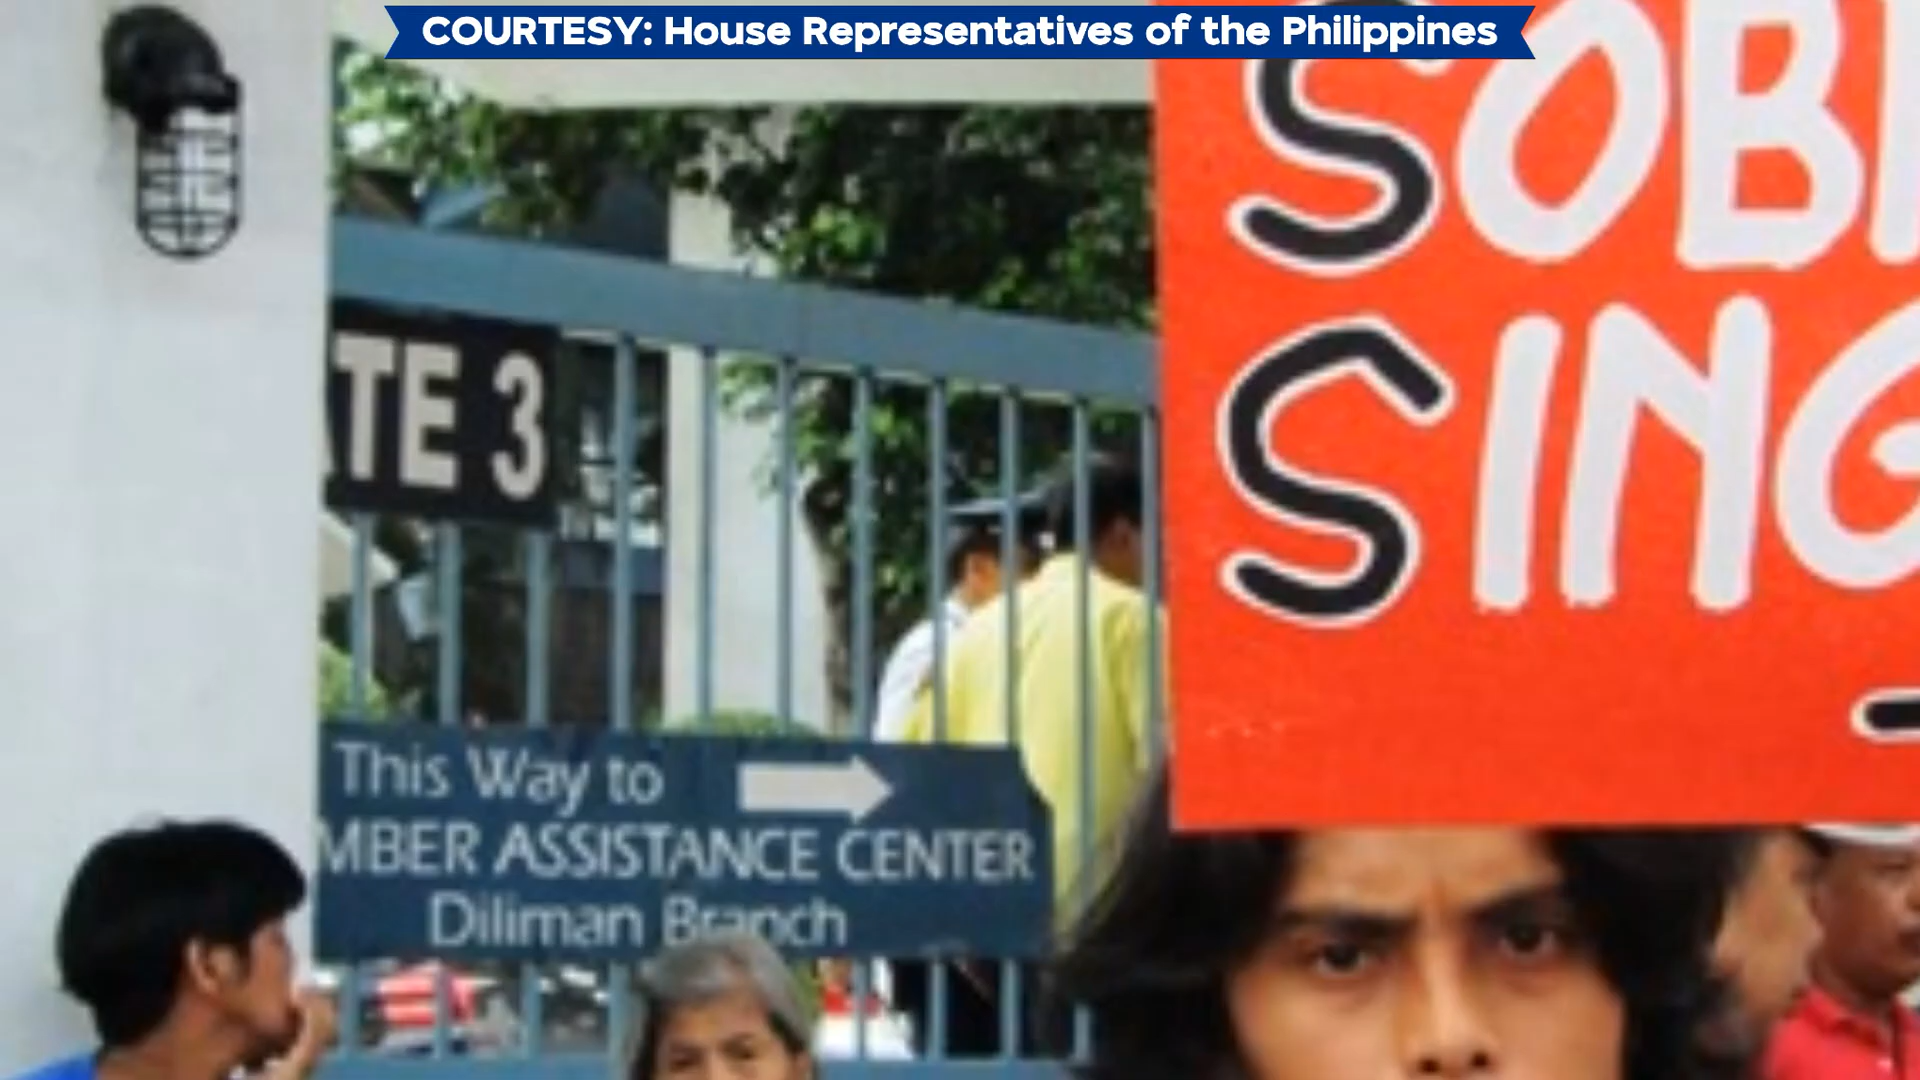 COURTESY: House Representatives of the Philippines
SOB
SING
TE 3
This Way to
MBER ASSISTANCE CENTER
Diliman Branch